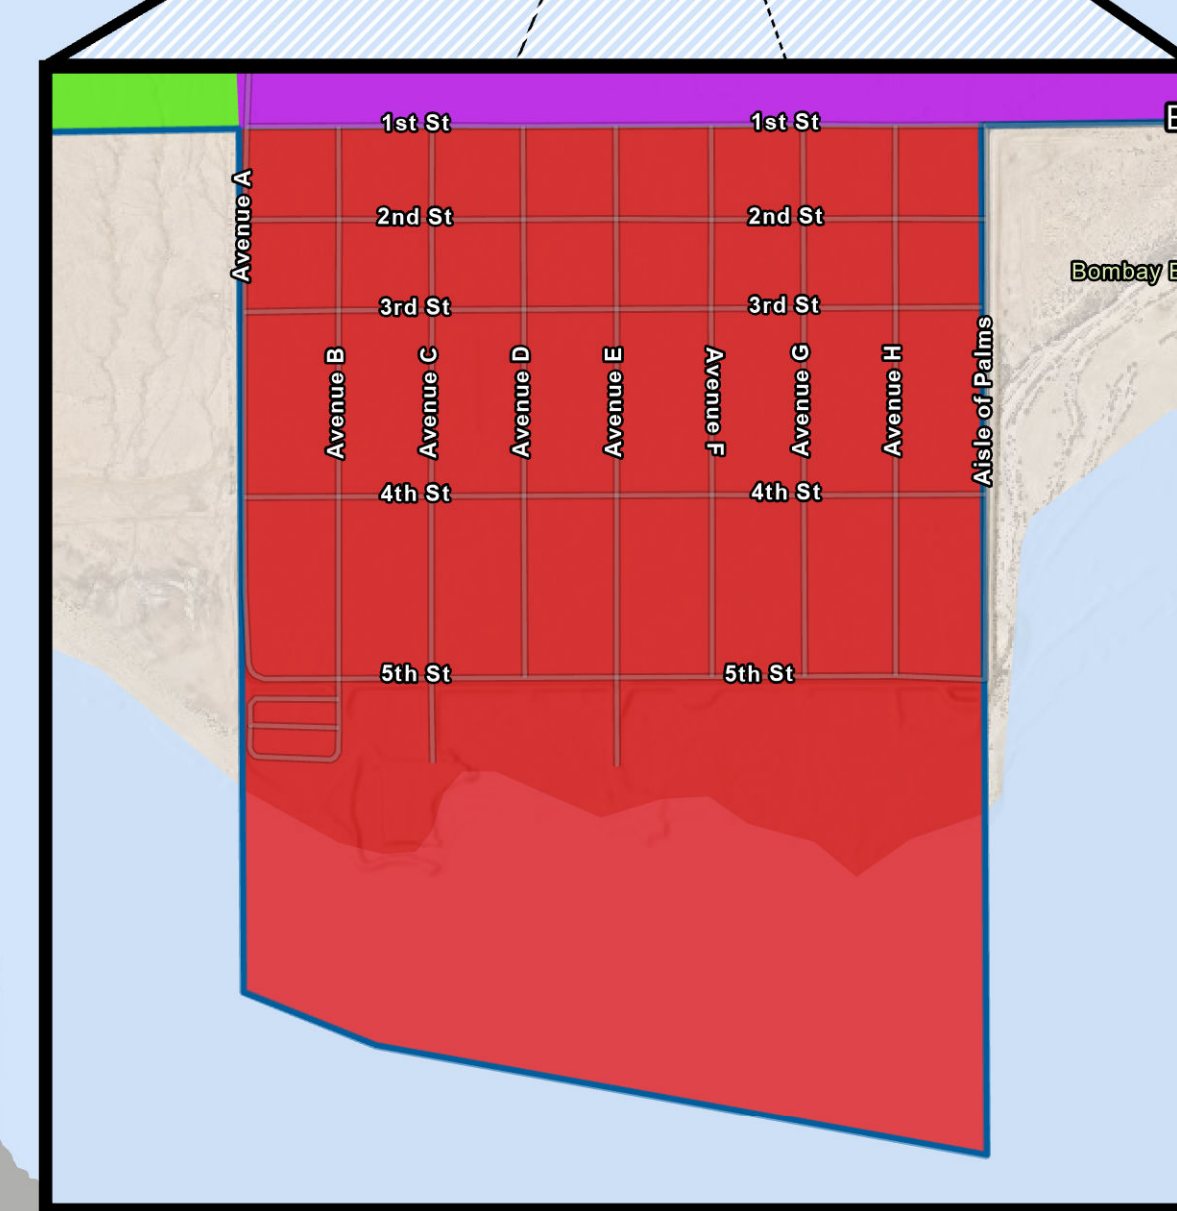 1st St
1st St
E
Avenue A
2nd St
2nd St
Bombay B
3rd St
3rd St
Avenue B
Avenue C
Avenue D
Avenue E
Avenue F
Avenue G
Avenue H
Aisle of Palms
4th St
4th St
5th St
5th St